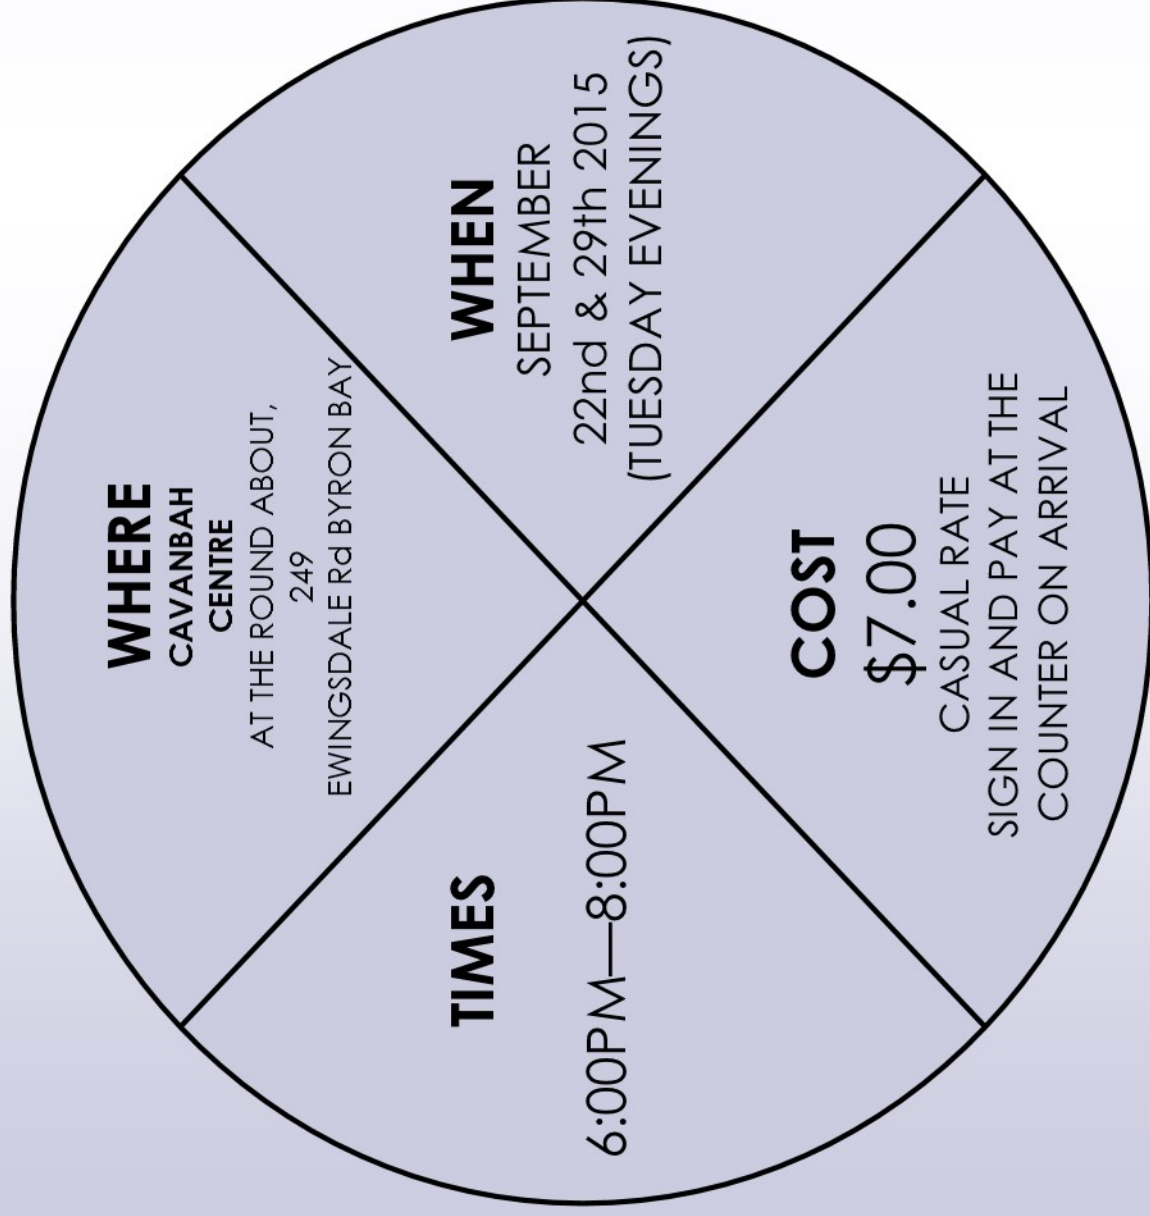 WHERE
CAVANBAH
CENTRE
AT THE ROUND ABOUT,
249
EWINGSDALE Rd BYRON BAY
TIMES
6:00PM—8:00PM
WHEN
SEPTEMBER
22nd & 29th 2015
(TUESDAY EVENINGS)
COST
$7.00
CASUAL RATE
SIGN IN AND PAY AT THE
COUNTER ON ARRIVAL